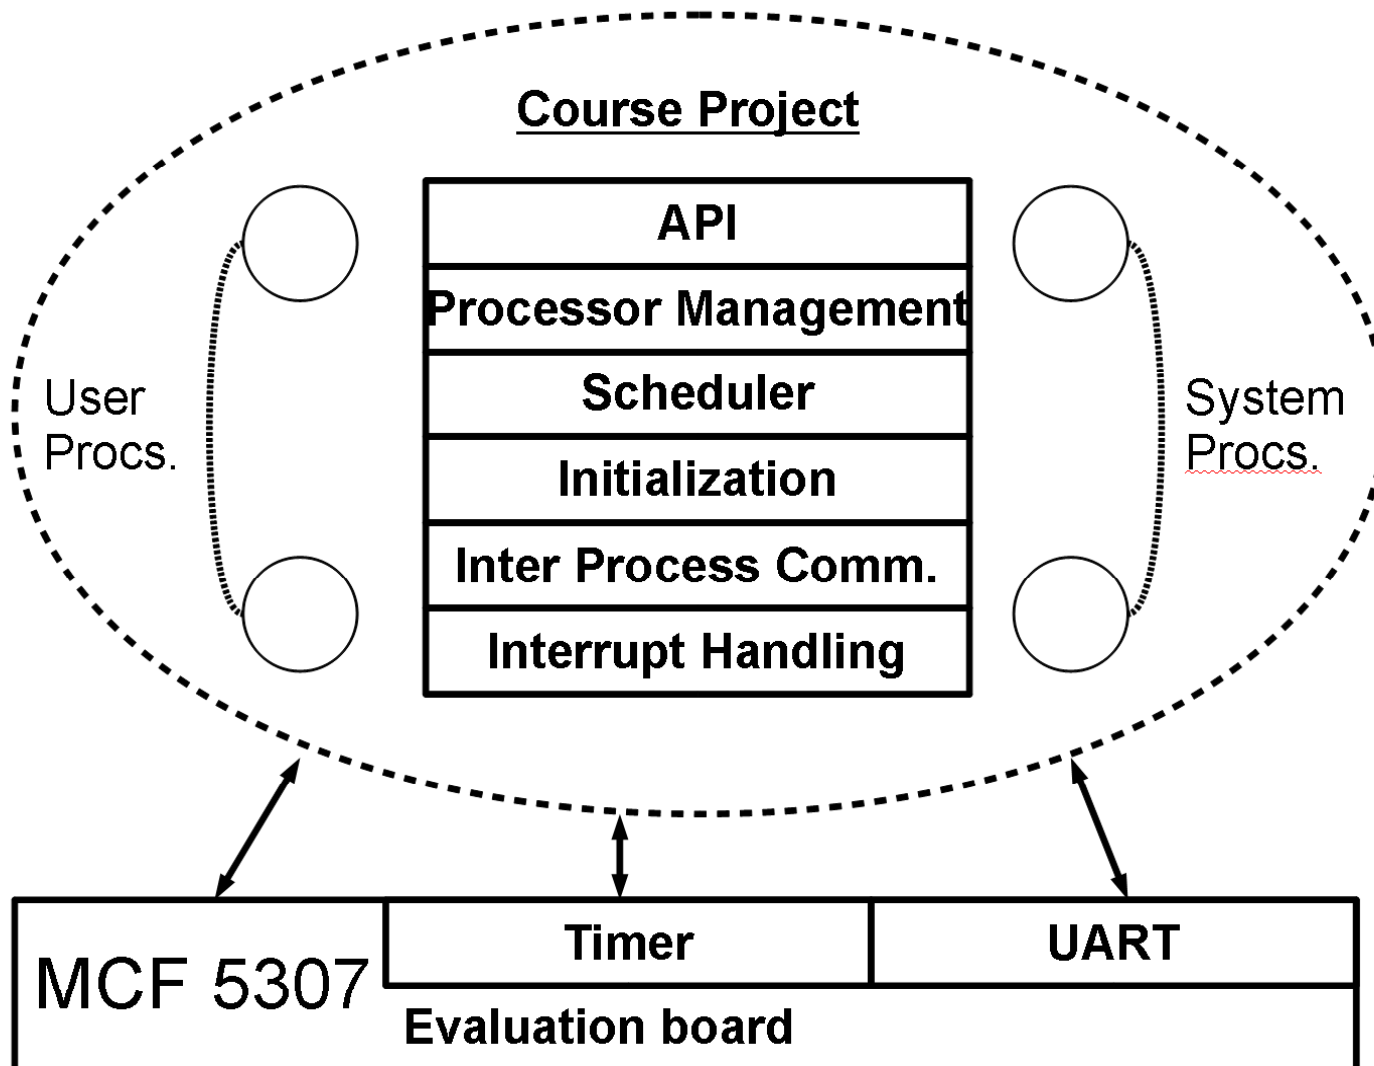 Course Project
API
Processor Management
Scheduler
Initialization
Inter Process Comm.
Interrupt Handling
User
Procs.
System
Procs.
MCF 5307
Timer
UART
Evaluation board